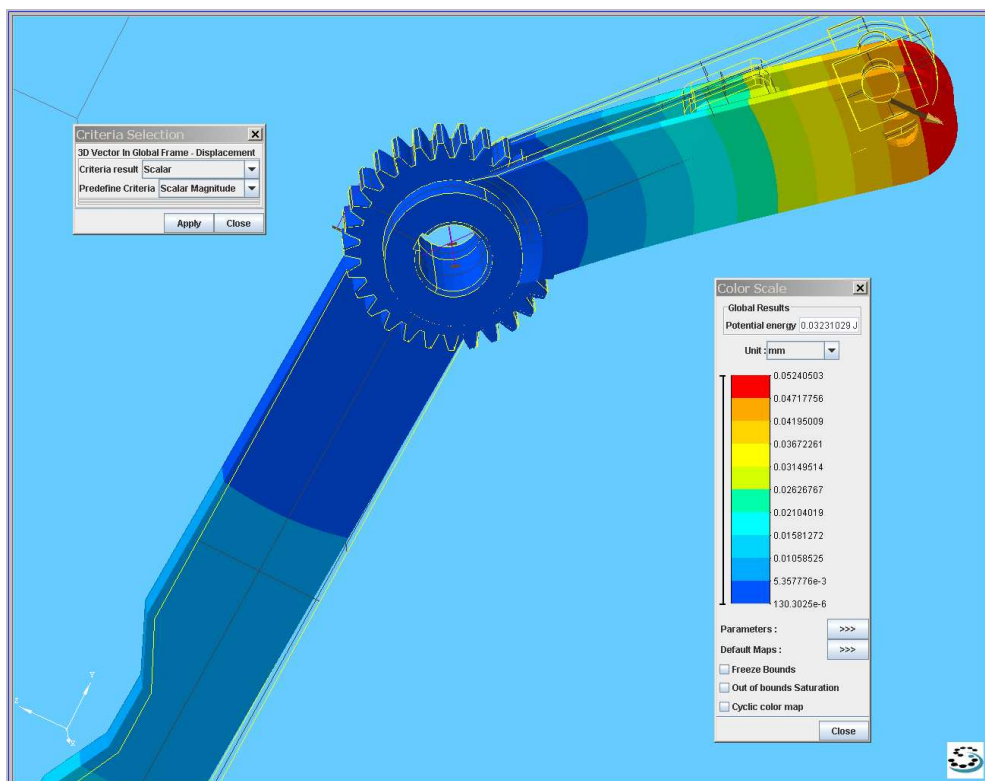 Criteria Selection
3D Vector In Global Frame - Displacement
Criteria result Scalar
Predefine Criteria Scalar Magnitude
Apply Close
Color Scale
Global Results
Potential energy 0.03231029 J
Unit : mm
0.05240503
0.04717756
0.04195009
0.03672261
0.03149514
0.02626767
0.02104019
0.01581272
0.01058525
5.357776e-3
130.3025e-6
Parameters : >>>
Default Maps : >>>
Freeze Bounds
Out of bounds Saturation
Cyclic color map
Close
Y
Z
X